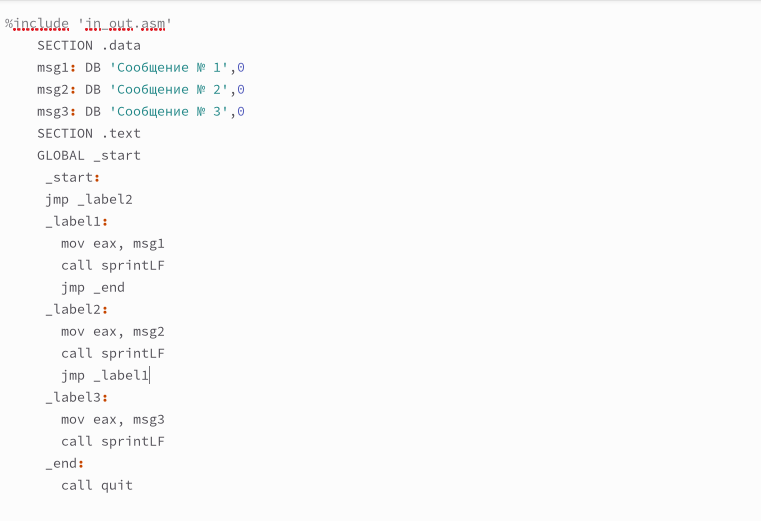 %include 'in_out.asm'
SECTION .data
msg1: DB 'Сообщение № 1',0
msg2: DB 'Сообщение № 2',0
msg3: DB 'Сообщение № 3',0
SECTION .text
GLOBAL _start
_start:
jmp _label2
_label1:
mov eax, msg1
call sprintLF
jmp _end
_label2:
mov eax, msg2
call sprintLF
jmp _label1
_label3:
mov eax, msg3
call sprintLF
_end:
call quit